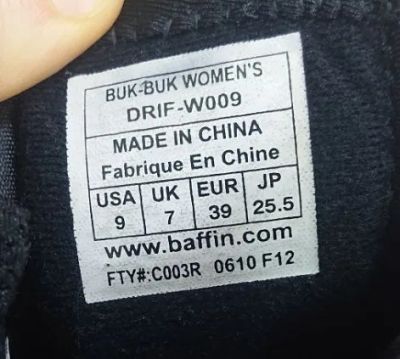 BUK-BUK WOMEN'S
DRIF-W009
MADE IN CHINA
Fabrique En Chine
USA UK EUR JP
9 7 39 25.5
www.baffin.com
FTY#:C003R 0610 F12